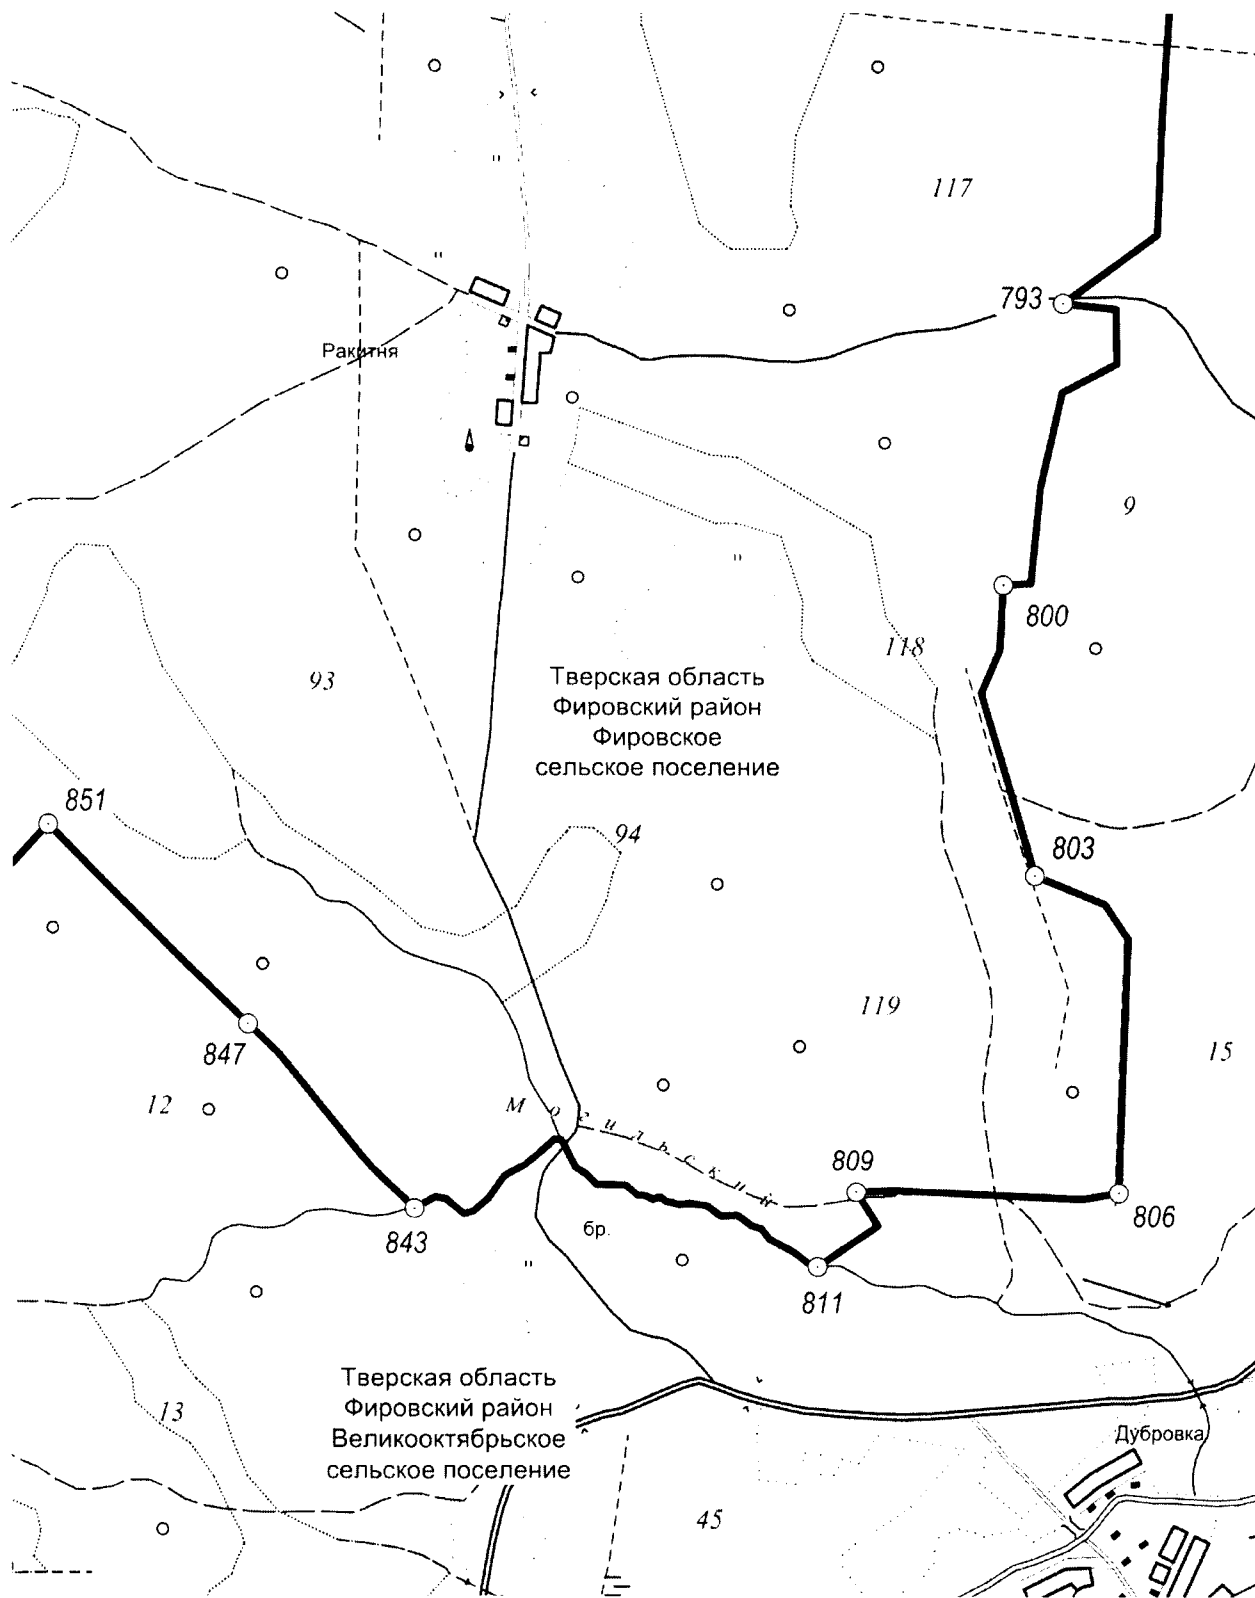 117
793
Ракитня
9
800
118
93
Тверская область
Фировский район
Фировское
сельское поселение
851
94
803
847
119
15
12
Могильский
809
806
843
бр.
811
Тверская область
Фировский район
Великооктябрьское
сельское поселение
13
Дубровка
45